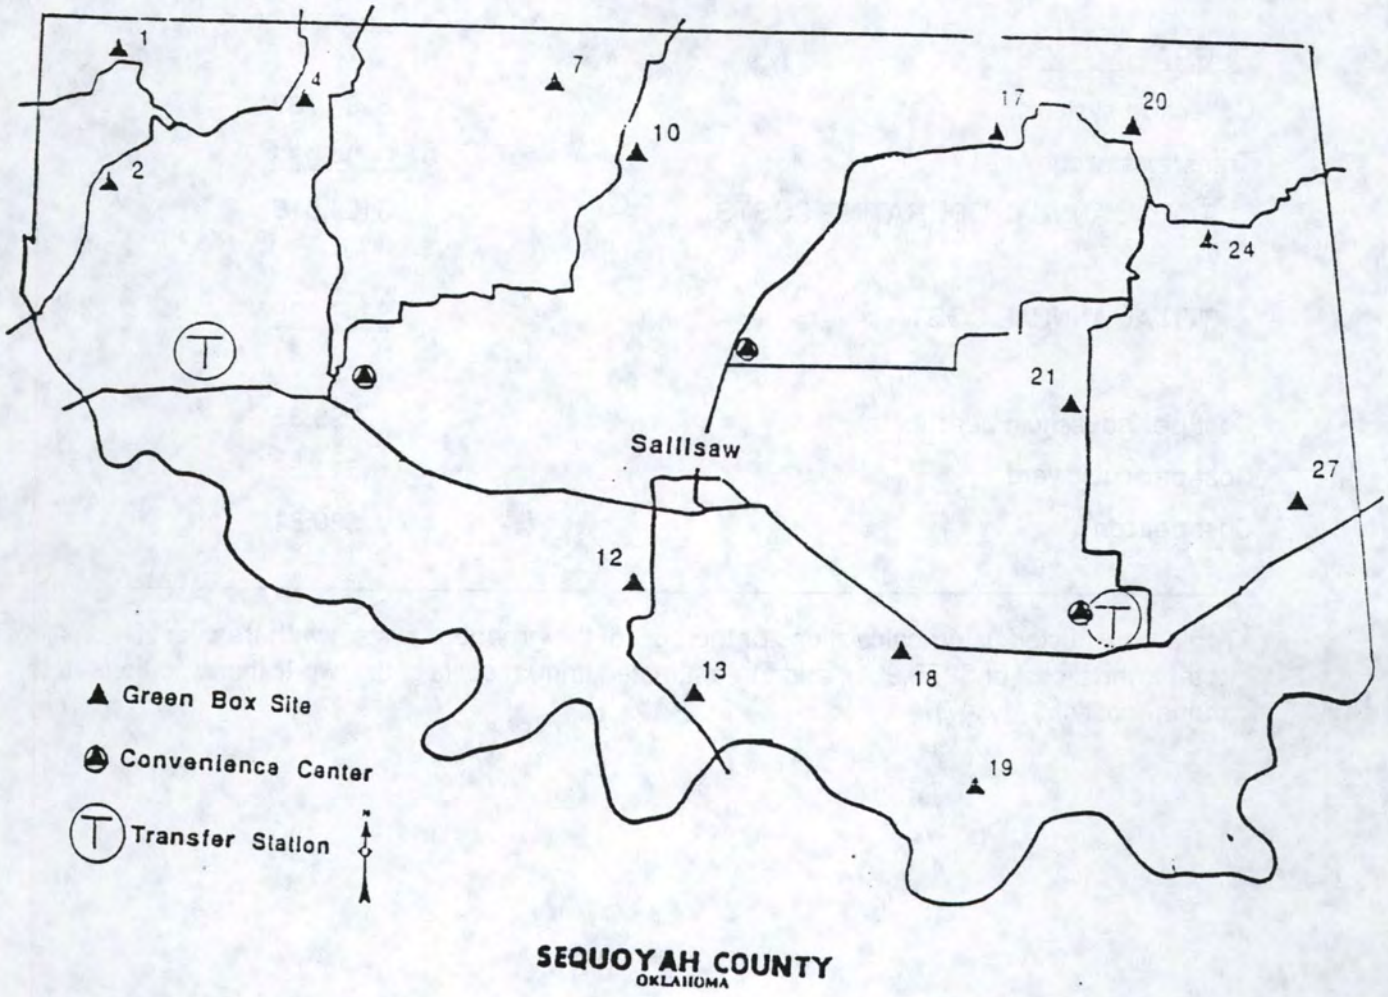 1
4
7
10
17
20
2
24
21
Sallisaw
27
12
13
18
19
Green Box Site
Convenience Center
T Transfer Station
N
T
T
SEQUOYAH COUNTY
OKLAHOMA